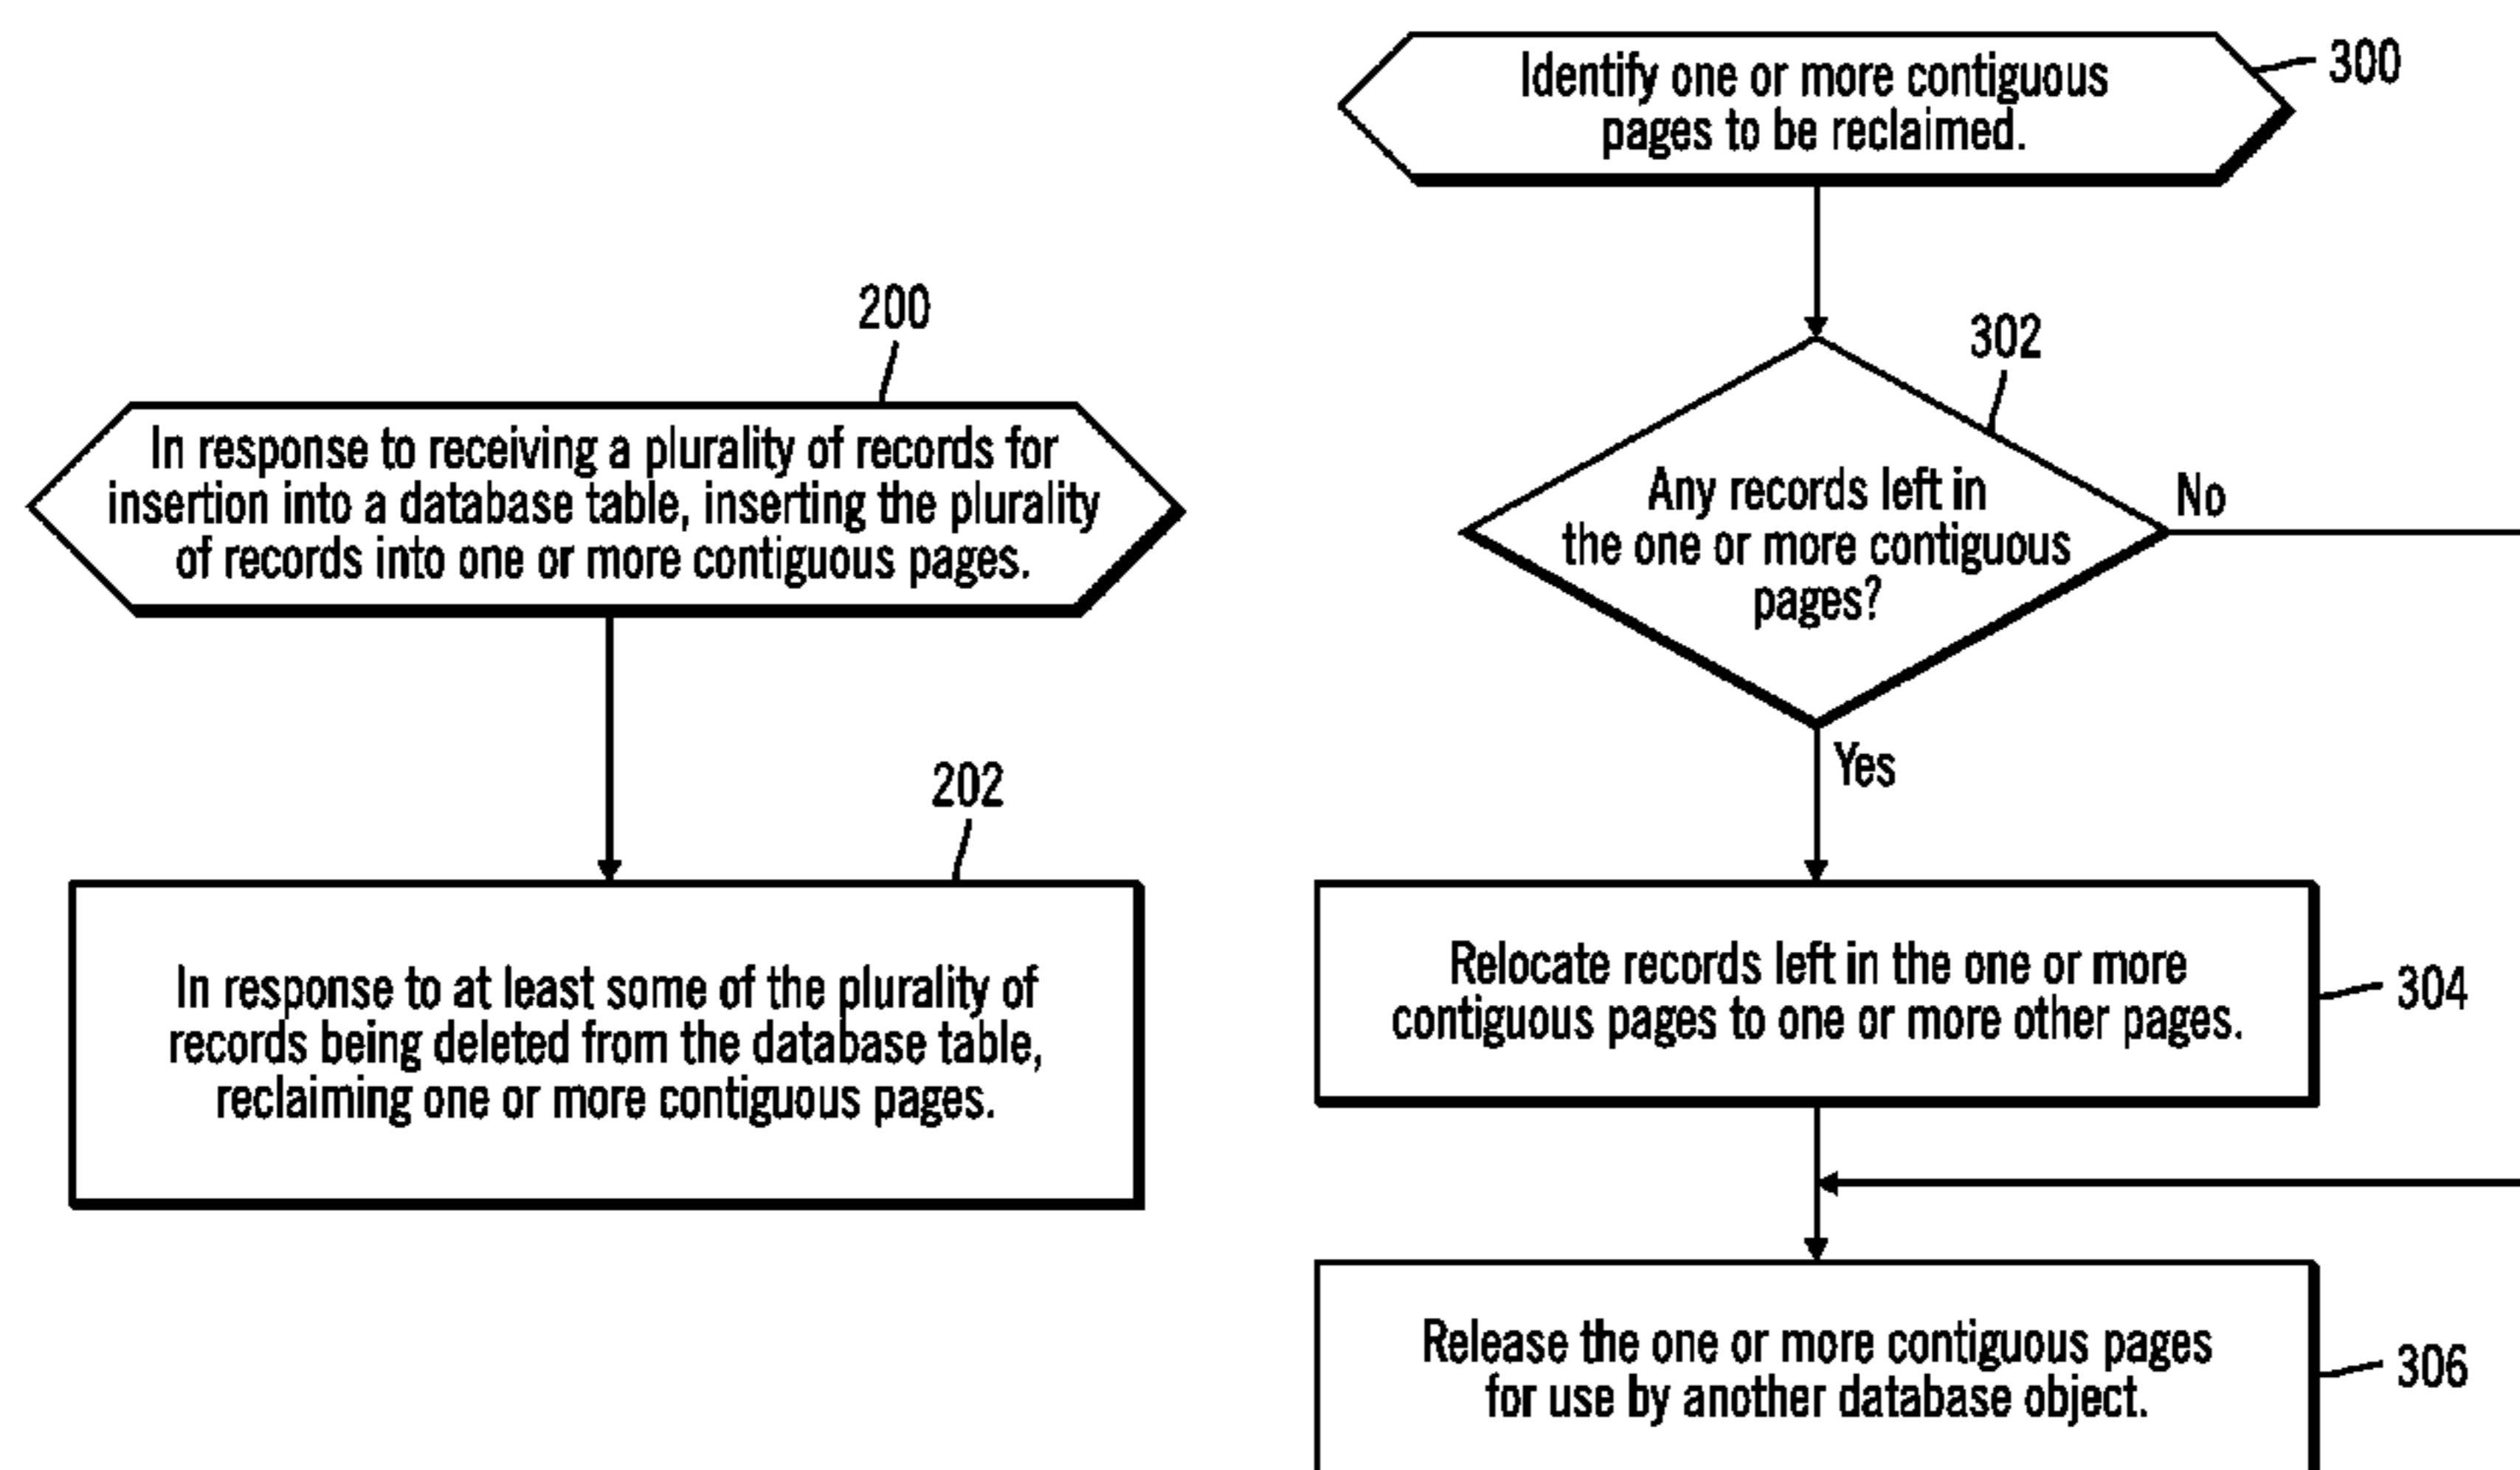 200
In response to receiving a plurality of records for
insertion into a database table, inserting the plurality
of records into one or more contiguous pages.
202
In response to at least some of the plurality of
records being deleted from the database table,
reclaiming one or more contiguous pages.
Identify one or more contiguous
pages to be reclaimed.
300
302
Any records left in
the one or more contiguous
pages?
No
Yes
Relocate records left in the one or more
contiguous pages to one or more other pages.
304
Release the one or more contiguous pages
for use by another database object.
306